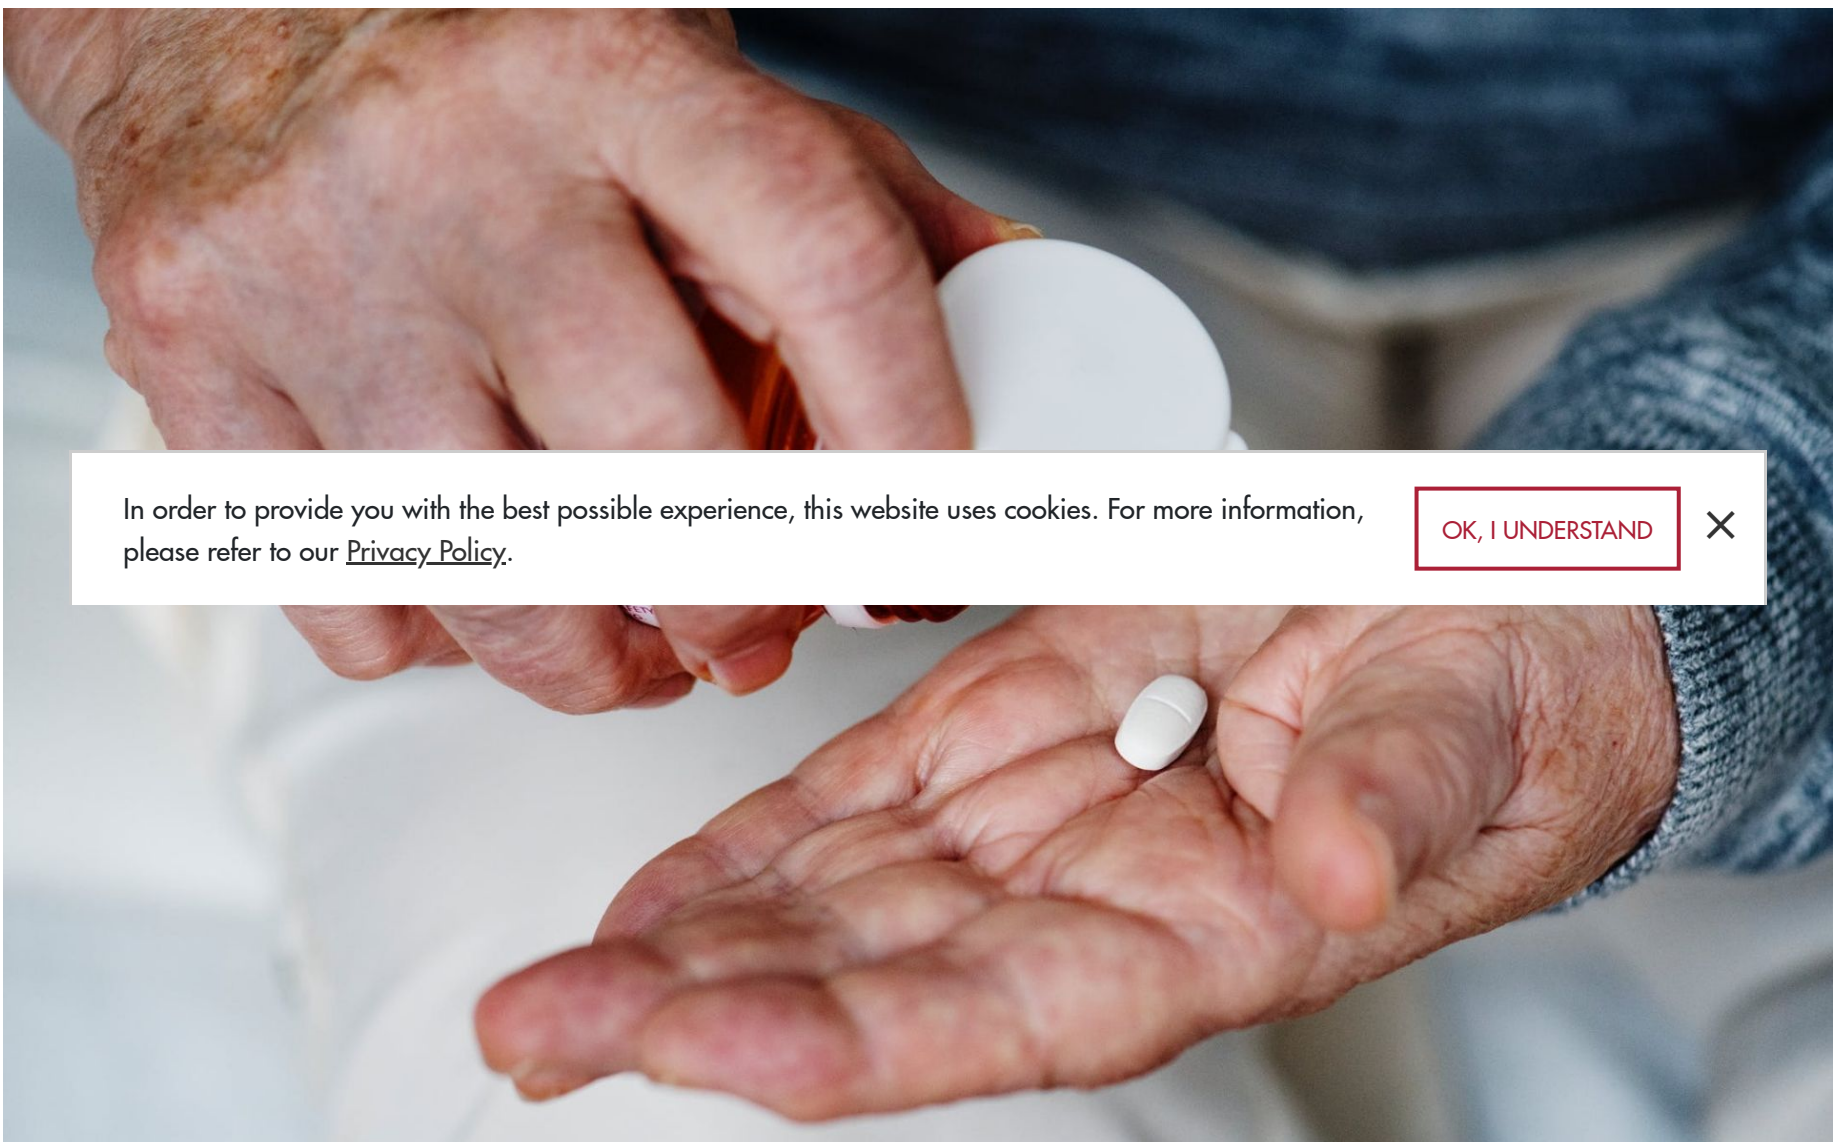 In order to provide you with the best possible experience, this website uses cookies. For more information,
please refer to our Privacy Policy.
OK, I UNDERSTAND